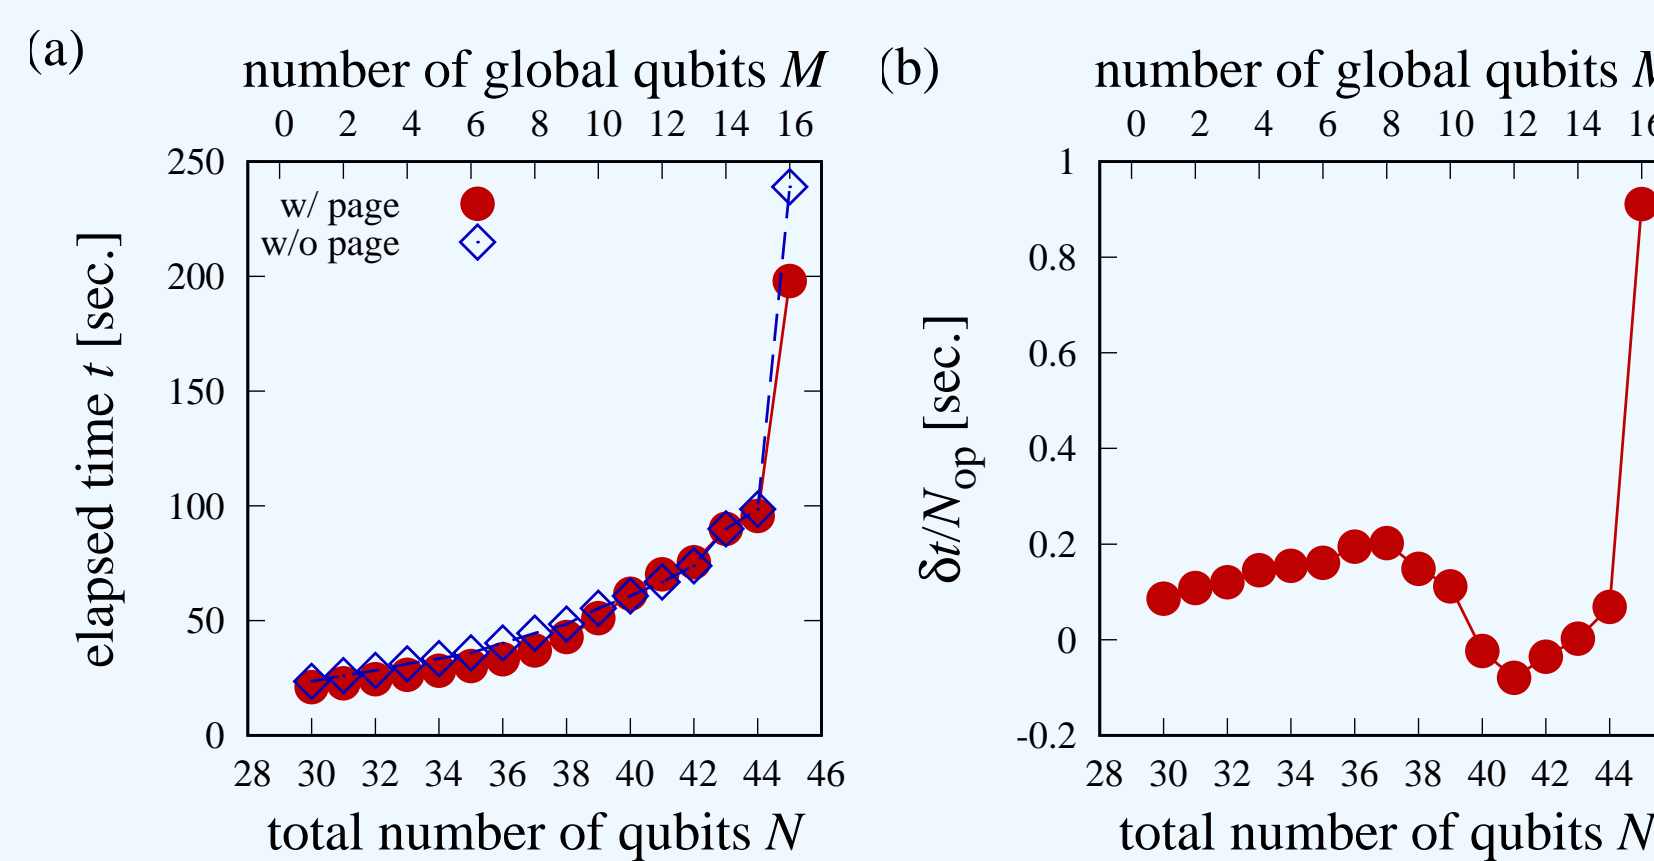 (a)
number of global qubits M
0 2 4 6 8 10 12 14 16
250
200
150
100
50
0
elapsed time t [sec.]
w/ page
w/o page
28 30 32 34 36 38 40 42 44 46
total number of qubits N
(b)
number of global qubits M
0 2 4 6 8 10 12 14 16
1
0.8
0.6
0.4
0.2
0
-0.2
δt/Nop [sec.]
28 30 32 34 36 38 40 42 44
total number of qubits N